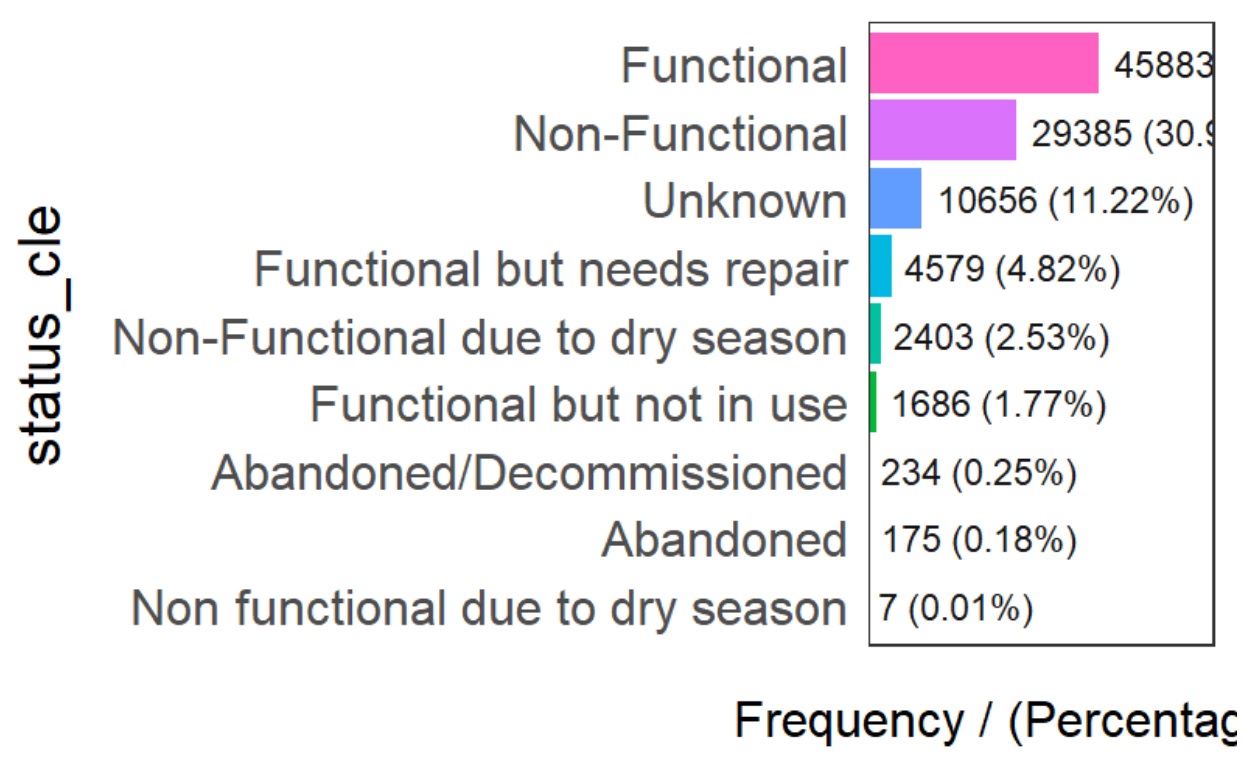 status_cle
Functional 45883
Non-Functional 29385 (30.9
Unknown 10656 (11.22%)
Functional but needs repair 4579 (4.82%)
Non-Functional due to dry season 2403 (2.53%)
Functional but not in use 1686 (1.77%)
Abandoned/Decommissioned 234 (0.25%)
Abandoned 175 (0.18%)
Non functional due to dry season 7 (0.01%)
Frequency / (Percentag